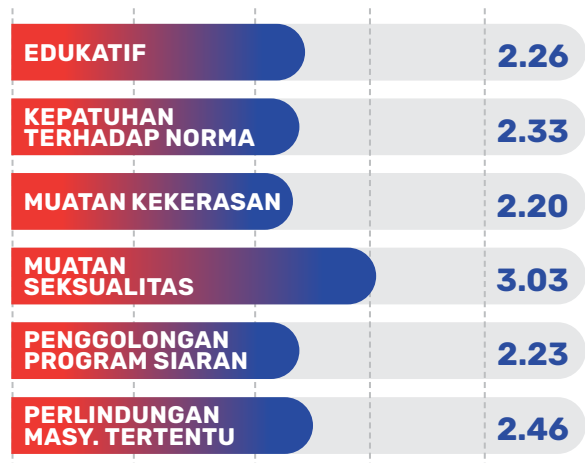 EDUKATIF 2.26
KEPATUHAN
TERHADAP NORMA 2.33
MUATAN KEKERASAN 2.20
MUATAN
SEKSUALITAS 3.03
PENGGOLONGAN
PROGRAM SIARAN 2.23
PERLINDUNGAN
MASY. TERTENTU 2.46